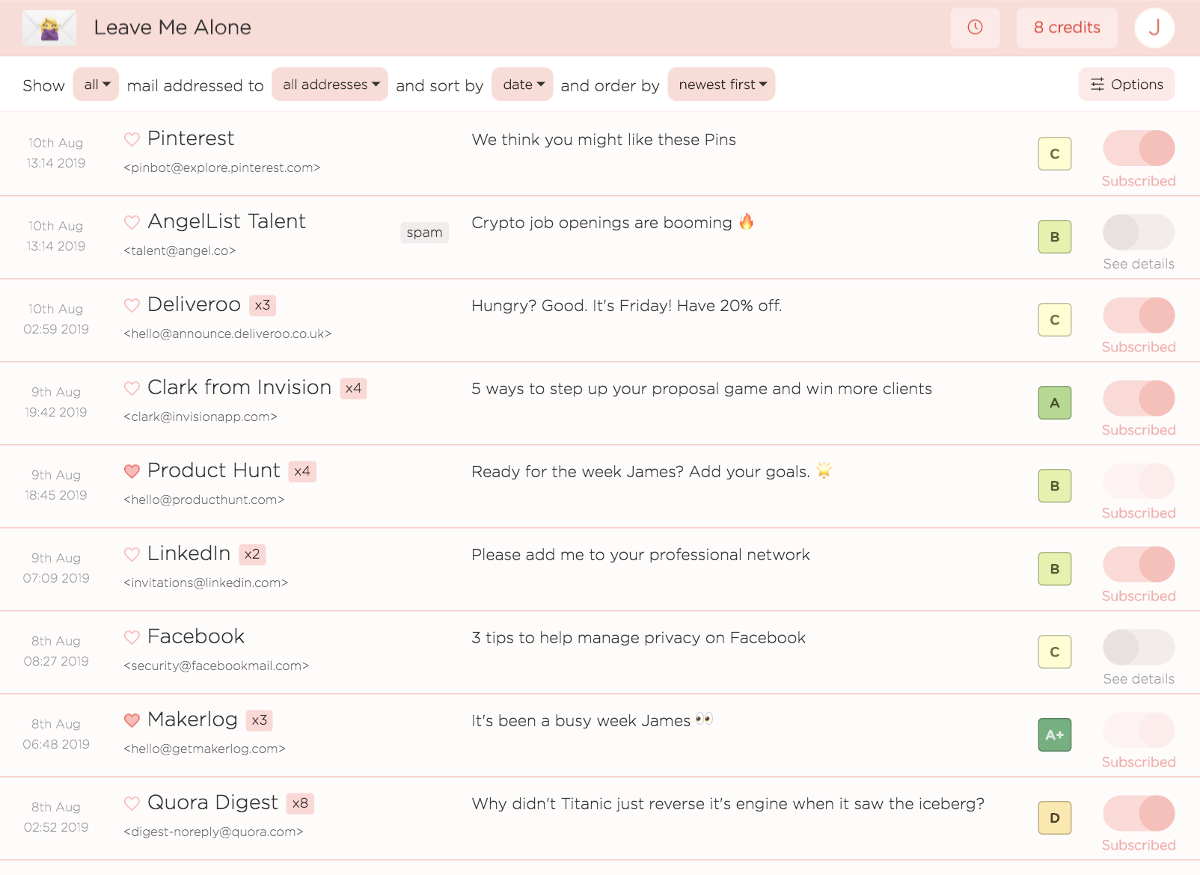 Leave Me Alone
8 credits
J
Show all mail addressed to all addresses and sort by date and order by newest first
Options
10th Aug
13:14 2019
Pinterest
<pinbot@explore.pinterest.com>
We think you might like these Pins
C
Subscribed
10th Aug
13:14 2019
AngelList Talent
<talent@angel.co>
spam
Crypto job openings are booming 🔥
B
See details
10th Aug
02:59 2019
Deliveroo x3
<hello@announce.deliveroo.co.uk>
Hungry? Good. It's Friday! Have 20% off.
C
Subscribed
9th Aug
19:42 2019
Clark from Invision x4
<clark@invisionapp.com>
5 ways to step up your proposal game and win more clients
A
Subscribed
9th Aug
18:45 2019
Product Hunt x4
<hello@producthunt.com>
Ready for the week James? Add your goals. 🌟
B
Subscribed
9th Aug
07:09 2019
LinkedIn x2
<invitations@linkedin.com>
Please add me to your professional network
B
Subscribed
8th Aug
08:27 2019
Facebook
<security@facebookmail.com>
3 tips to help manage privacy on Facebook
C
See details
8th Aug
06:48 2019
Makerlog x3
<hello@getmakerlog.com>
It's been a busy week James 👀
A+
Subscribed
8th Aug
02:52 2019
Quora Digest x8
<digest-noreply@quora.com>
Why didn't Titanic just reverse it's engine when it saw the iceberg?
D
Subscribed